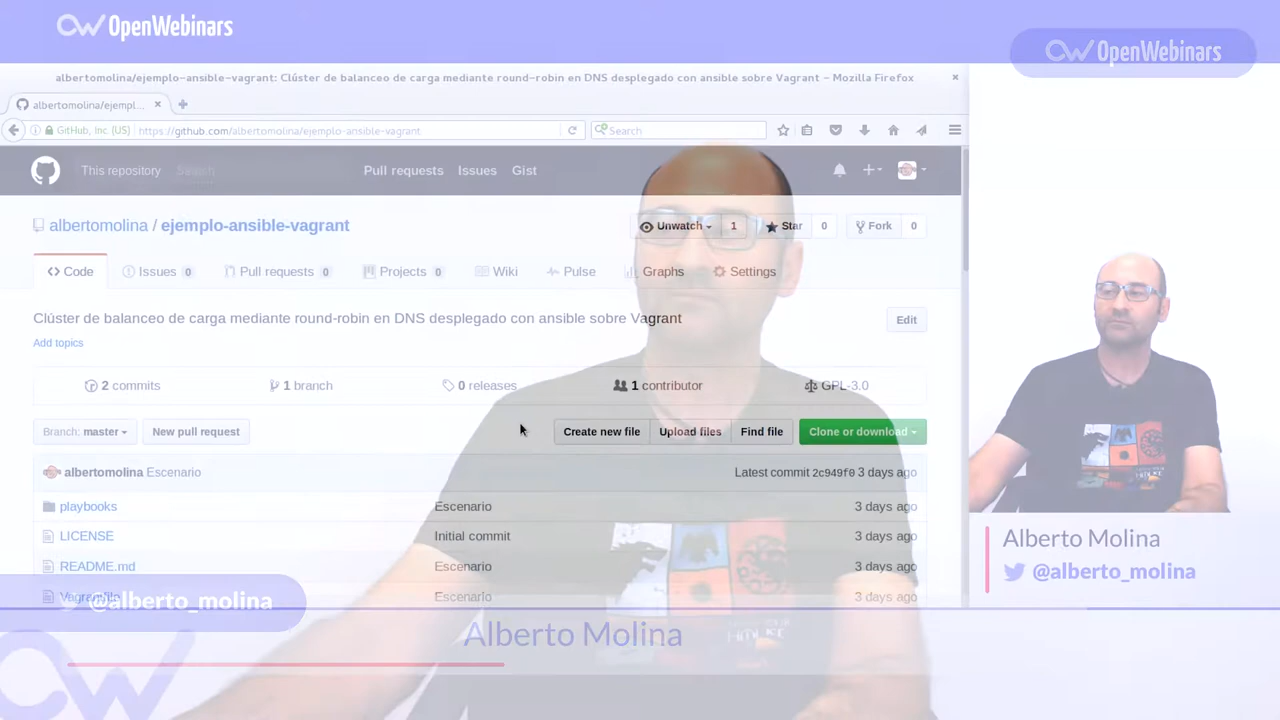 OpenWebinars
OpenWebinars
albertomolina/ejemplo-ansible-vagrant: Clúster de balanceo de carga mediante round-robin en DNS desplegado con ansible sobre Vagrant - Mozilla Firefox
albertomolina/ejempl...
GitHub, Inc. (US) https://github.com/albertomolina/ejemplo-ansible-vagrant Search
This repository Search Pull requests Issues Gist
albertomolina / ejemplo-ansible-vagrant Unwatch 1 Star 0 Fork 0
Code Issues 0 Pull requests 0 Projects 0 Wiki Pulse Graphs Settings
Clúster de balanceo de carga mediante round-robin en DNS desplegado con ansible sobre Vagrant Edit
Add topics
2 commits 1 branch 0 releases 1 contributor GPL-3.0
Branch: master New pull request Create new file Upload files Find file Clone or download
albertomolina Escenario Latest commit 2c949f0 3 days ago
playbooks Escenario 3 days ago
LICENSE Initial commit 3 days ago
README.md Escenario 3 days ago
Vagrantfile Escenario 3 days ago
@alberto_molina
Alberto Molina
Alberto Molina
@alberto_molina